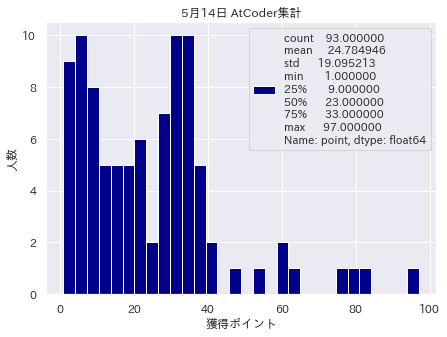 5月14日 AtCoder集計
count 93.000000
mean 24.784946
std 19.095213
min 1.000000
25% 9.000000
50% 23.000000
75% 33.000000
max 97.000000
Name: point, dtype: float64
人数
10
8
6
4
2
0
0 20 40 60 80 100
獲得ポイント